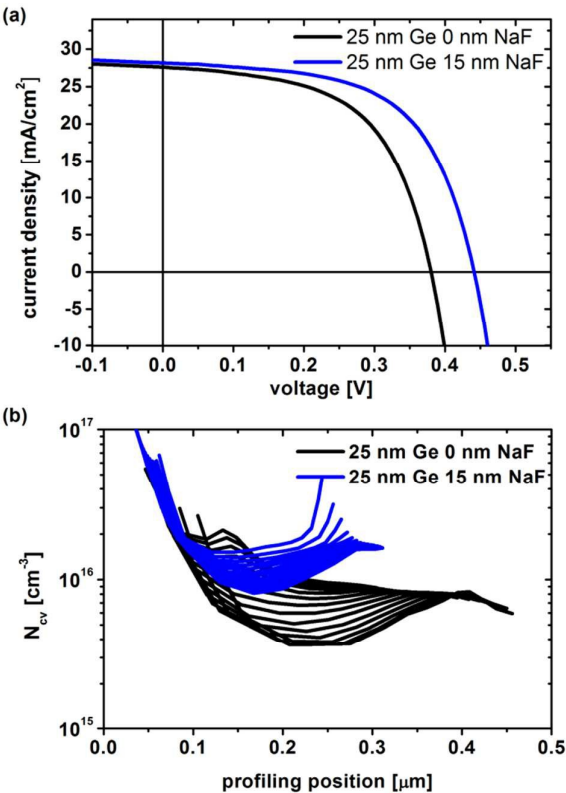 (a)
25 nm Ge 0 nm NaF
25 nm Ge 15 nm NaF
current density [mA/cm²]
30
25
20
15
10
5
0
-5
-10
-0.1 0.0 0.1 0.2 0.3 0.4 0.5
voltage [V]
(b)
25 nm Ge 0 nm NaF
25 nm Ge 15 nm NaF
N_cv [cm⁻³]
10¹⁷
10¹⁶
10¹⁵
0.0 0.1 0.2 0.3 0.4 0.5
profiling position [µm]